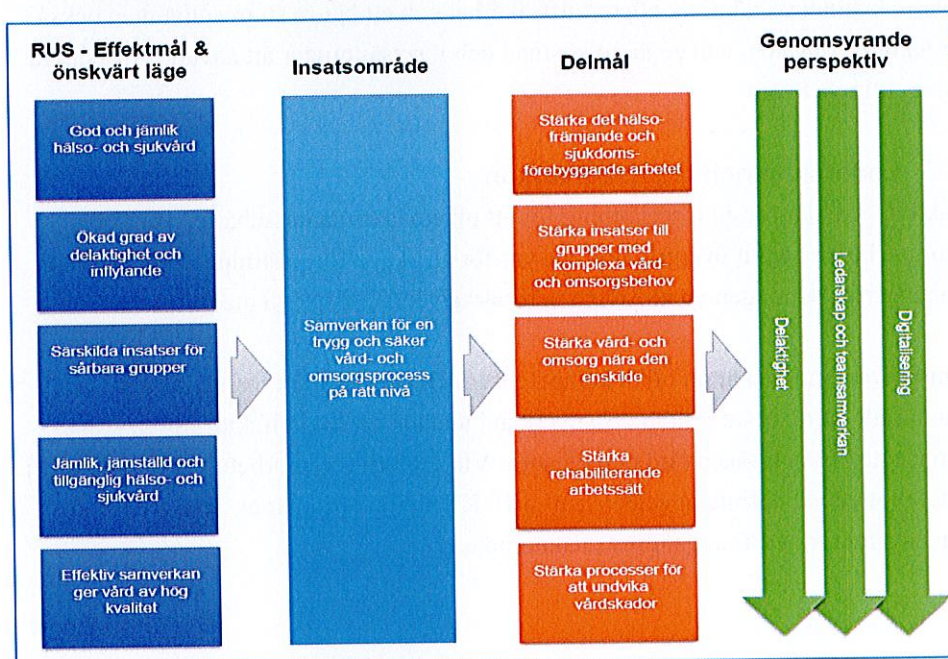 RUS - Effektmål &
önskvärt läge
God och jämlik
hälso- och sjukvård
Ökad grad av
delaktighet och
inflytande
Särskilda insatser för
sårbara grupper
Jämlik, jämställd och
tillgänglig hälso- och
sjukvård
Effektiv samverkan
ger vård av hög
kvalitet
Insatsområde
Samverkan för en
trygg och säker
vård- och
omsorgsprocess
på rätt nivå
Delmål
Stärka det hälso-
främjande och
sjukdoms-
förebyggande arbetet
Stärka insatser till
grupper med
komplexa vård-
och omsorgsbehov
Stärka vård- och
omsorg nära den
enskilde
Stärka
rehabiliterande
arbetssätt
Stärka processer för
att undvika
vårdskador
Genomsyrande
perspektiv
Delaktighet
Ledarskap och teamsamverkan
Digitalisering